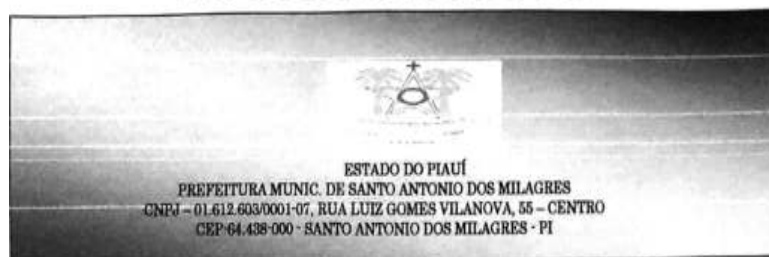 ESTADO DO PIAUÍ
PREFEITURA MUNIC. DE SANTO ANTONIO DOS MILAGRES
CNPJ – 01.612.603/0001-07, RUA LUIZ GOMES VILANOVA, 55 – CENTRO
CEP-64.438-000 - SANTO ANTONIO DOS MILAGRES - PI